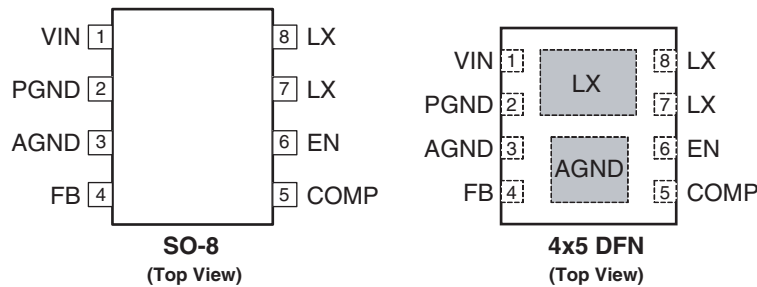 VIN 1 8 LX
PGND 2 7 LX
AGND 3 6 EN
FB 4 5 COMP
SO-8
(Top View)
VIN 1 LX 8 LX
PGND 2 7 LX
AGND 3 AGND 6 EN
FB 4 5 COMP
4x5 DFN
(Top View)